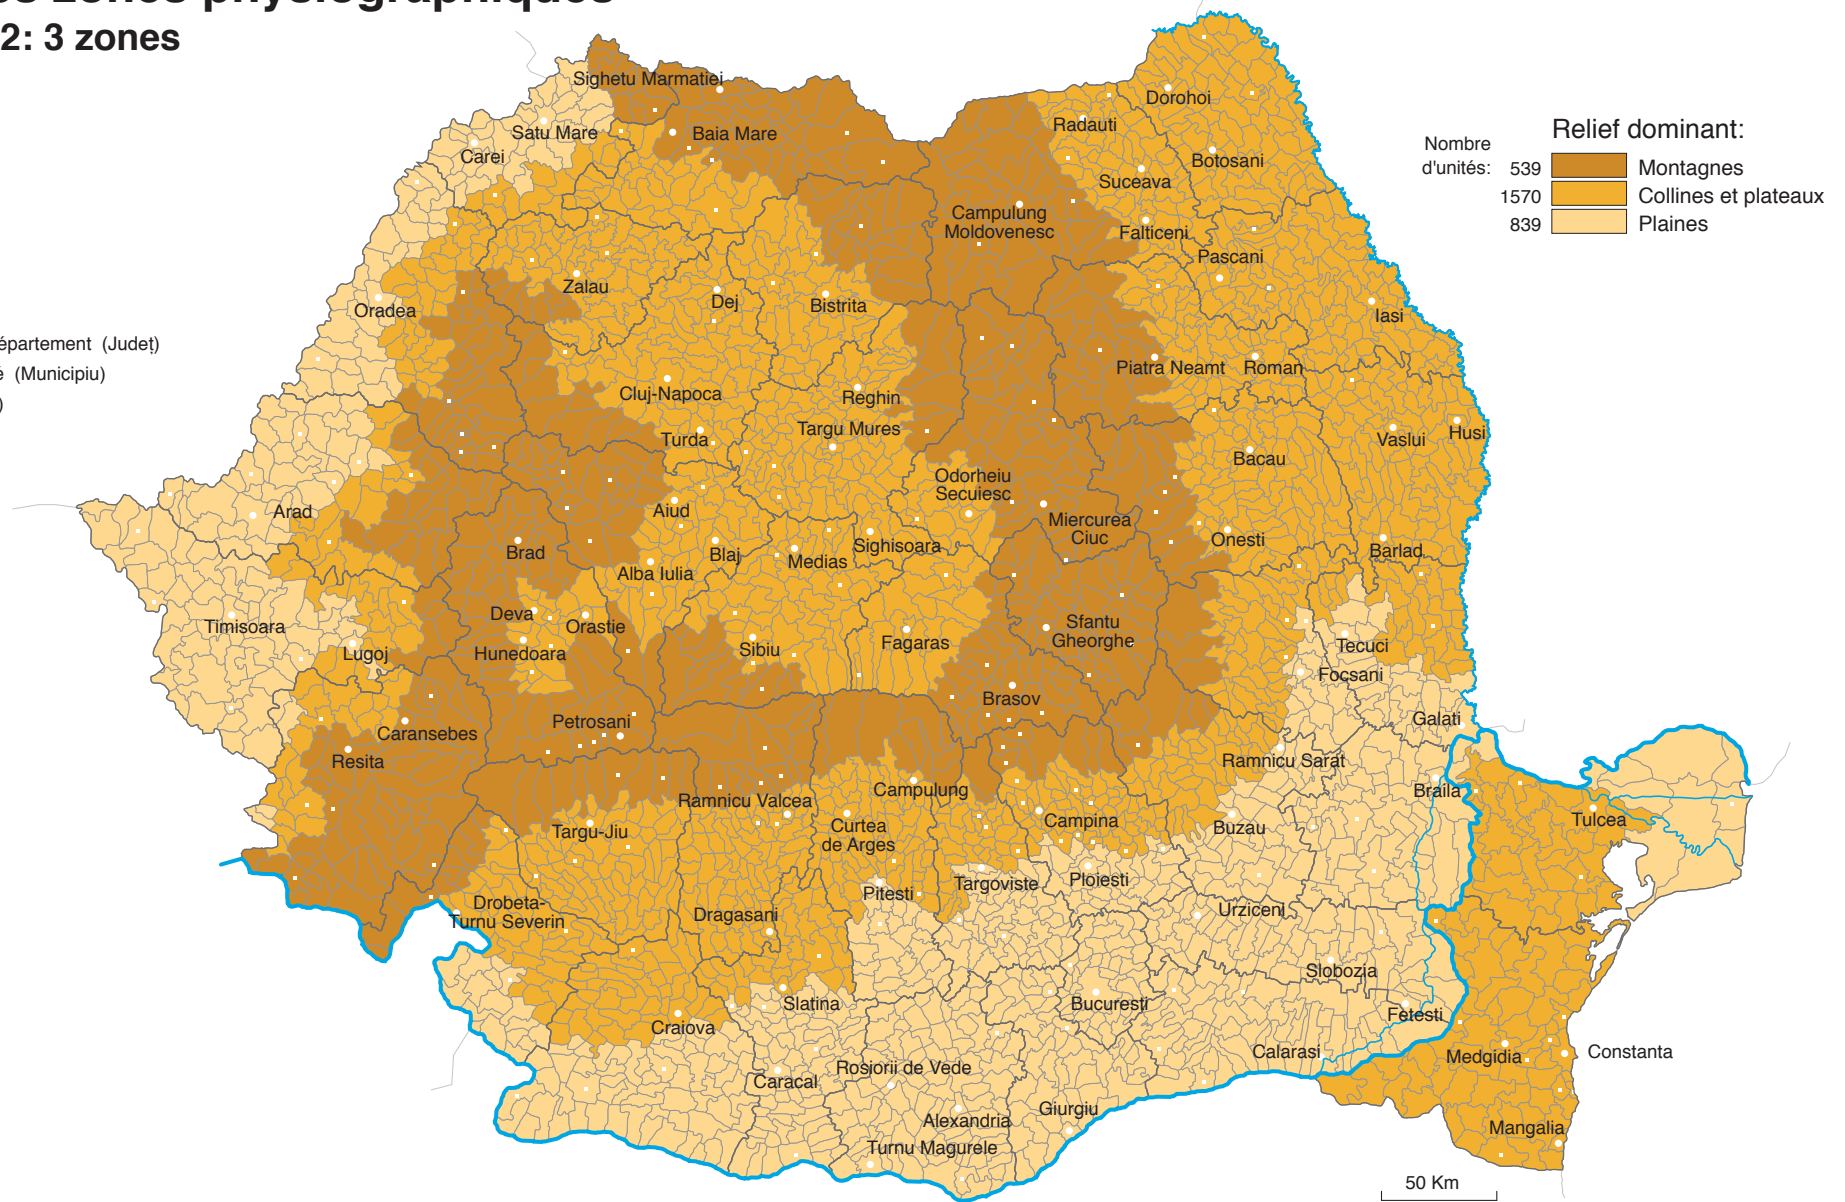 zones physiographiques
2: 3 zones
(Județ)
(Municipiu)
)
Nombre
d'unités:
Relief dominant:
539 Montagnes
1570 Collines et plateaux
839 Plaines
Sighetu Marmatiei
Satu Mare
Baia Mare
Carei
Dorohoi
Radauti
Botosani
Suceava
Campulung
Moldovenesc
Falticeni
Pascani
Zalau
Dej
Bistrita
Oradea
Iasi
Piatra Neamt
Roman
Cluj-Napoca
Reghin
Targu Mures
Turda
Vaslui
Husi
Bacau
Odorheiu
Secuiesc
Arad
Aiud
Miercurea
Ciuc
Brad
Blaj
Medias
Sighisoara
Onesti
Barlad
Alba Iulia
Deva
Orastie
Timisoara
Sfantu
Gheorghe
Lugoj
Hunedoara
Sibiu
Fagaras
Tecuci
Focsani
Brasov
Petrosani
Caransebes
Galati
Resita
Ramnicu Sarat
Ramnicu Valcea
Campulung
Braila
Targu-Jiu
Curtea
de Arges
Campina
Buzau
Tulcea
Pitesti
Targoviste
Ploiesti
Drobeta-
Turnu Severin
Dragasani
Urziceni
Slobozia
Slatina
Bucuresti
Craiova
Fetesti
Calarasi
Medgidia
Constanta
Caracal
Rosiorii de Vede
Giurgiu
Alexandria
Turnu Magurele
Mangalia
50 Km